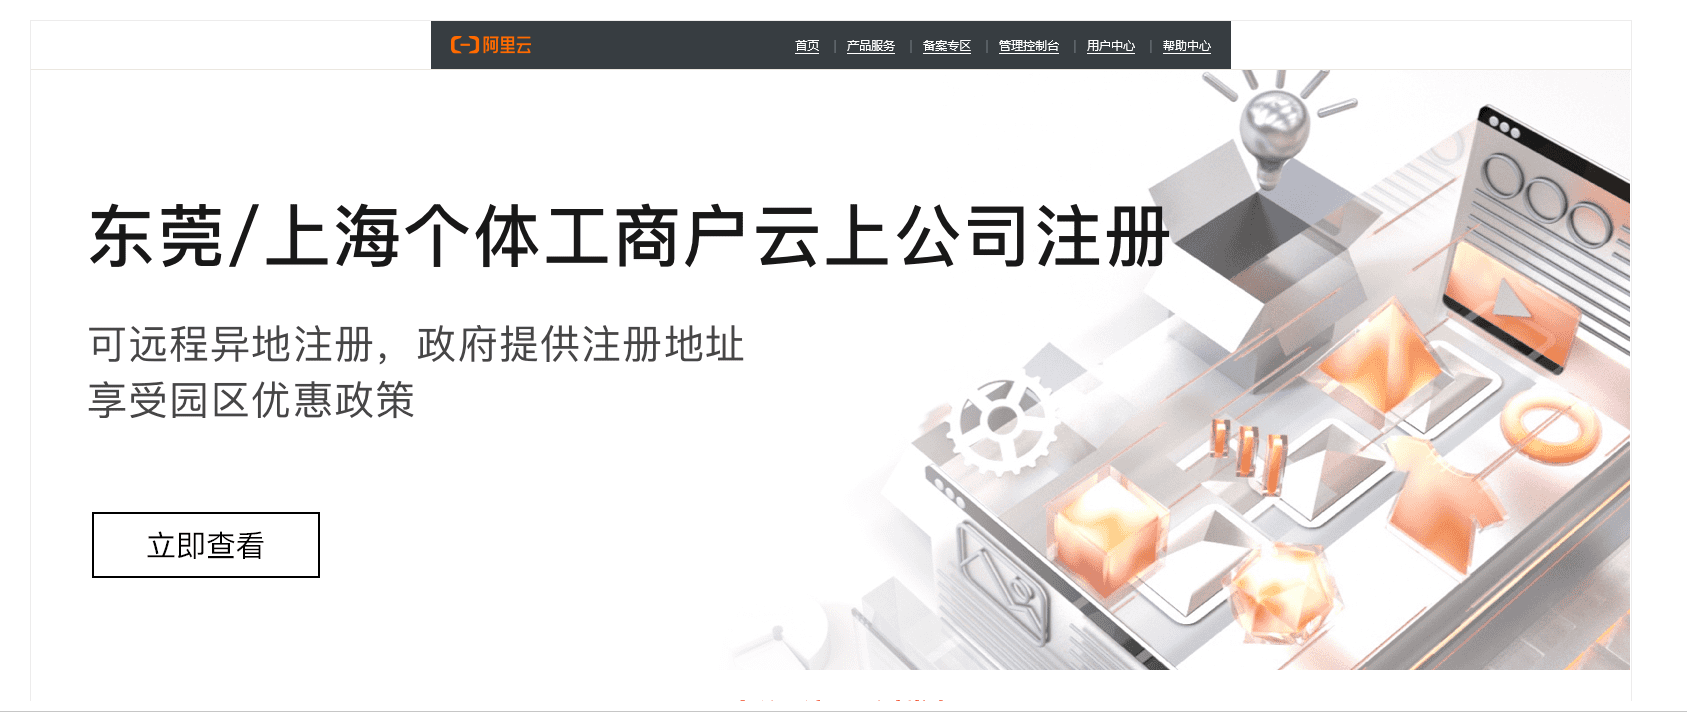 阿里云
首页 | 产品服务 | 备案专区 | 管理控制台 | 用户中心 | 帮助中心
东莞/上海个体工商户云上公司注册
可远程异地注册，政府提供注册地址
享受园区优惠政策
立即查看